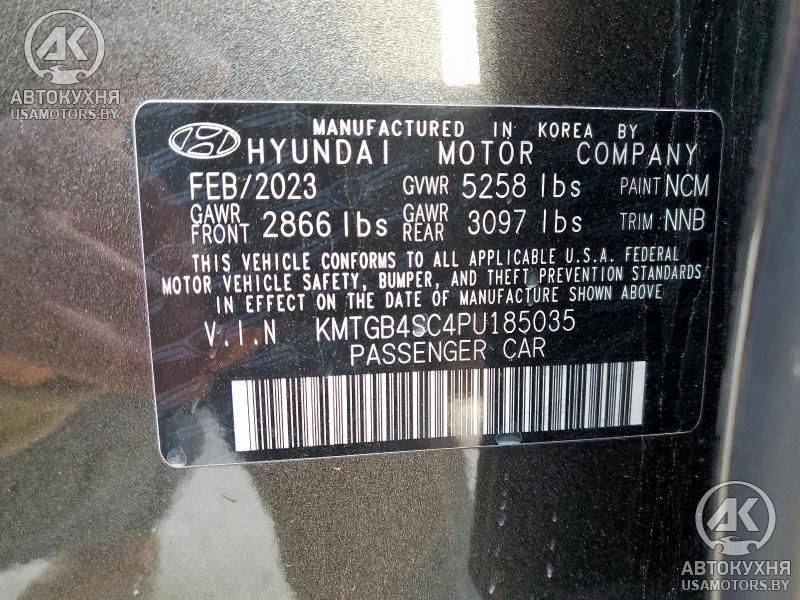 AK
АВТОКУХНЯ
USAMOTORS.BY
MANUFACTURED IN KOREA BY
HYUNDAI MOTOR COMPANY
FEB/2023 GVWR 5258 lbs PAINT NCM
GAWR FRONT 2866 lbs GAWR REAR 3097 lbs TRIM NNB
THIS VEHICLE CONFORMS TO ALL APPLICABLE U.S.A. FEDERAL
MOTOR VEHICLE SAFETY, BUMPER, AND THEFT PREVENTION STANDARDS
IN EFFECT ON THE DATE OF MANUFACTURE SHOWN ABOVE
V.I.N KMTGB4SC4PU185035
PASSENGER CAR
AK
АВТОКУХНЯ
USAMOTORS.BY